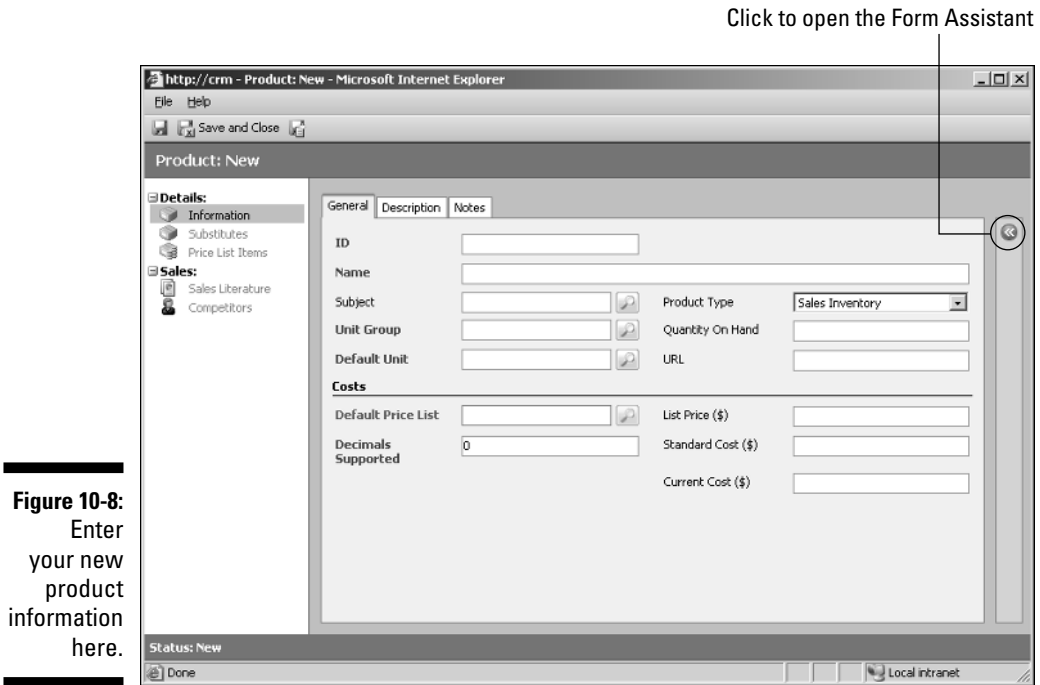 Click to open the Form Assistant
http://crm - Product: New - Microsoft Internet Explorer
File Help
Save and Close
Product: New
Details:
Information
Substitutes
Price List Items
Sales:
Sales Literature
Competitors
General Description Notes
ID
Name
Subject Product Type Sales Inventory
Unit Group Quantity On Hand
Default Unit URL
Costs
Default Price List List Price ($)
Decimals Standard Cost ($)
Supported 0
Current Cost ($)
Status: New
Done Local intranet
Figure 10-8:
Enter
your new
product
information
here.